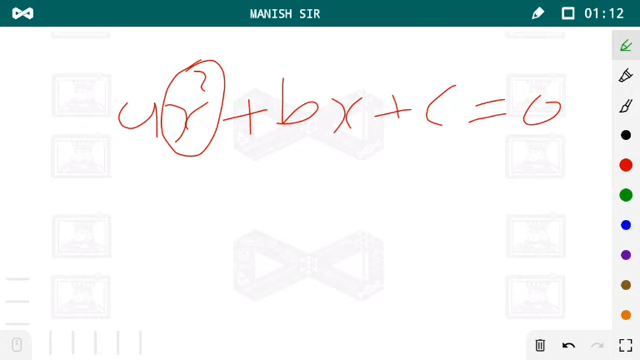 MANISH SIR
01:12
ax² + bx + c = 0